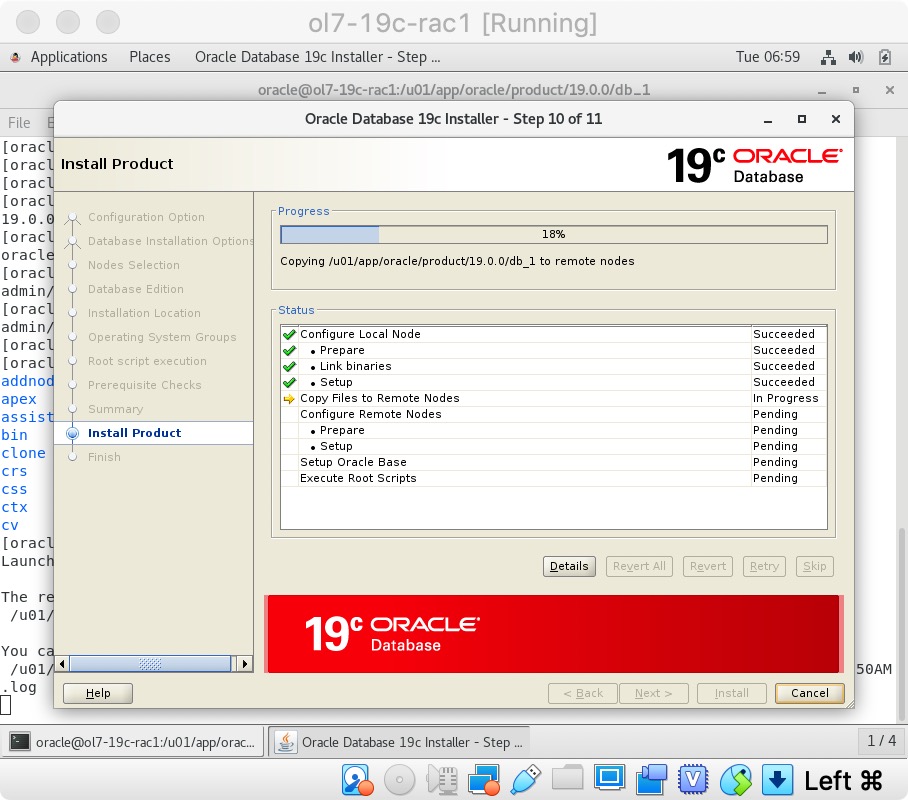 ol7-19c-rac1 [Running]
Applications Places Oracle Database 19c Installer - Step ... Tue 06:59
oracle@ol7-19c-rac1:/u01/app/oracle/product/19.0.0/db_1
File E
Oracle Database 19c Installer - Step 10 of 11
[oracl
[oracl
[oracl
[oracl
19.0.0
[oracl
oracle
[oracl
admin/
[oracl
admin/
[oracl
[oracl
addnod
apex
assist
bin
clone
crs
css
ctx
cv
[oracl
Launch
The re
/u01/
You ca
/u01/
50AM
.log
Install Product
19c ORACLE
Database
Configuration Option
Database Installation Options
Nodes Selection
Database Edition
Installation Location
Operating System Groups
Root script execution
Prerequisite Checks
Summary
Install Product
Finish
Progress
18%
Copying /u01/app/oracle/product/19.0.0/db_1 to remote nodes
Status
Configure Local Node Succeeded
• Prepare Succeeded
• Link binaries Succeeded
• Setup Succeeded
Copy Files to Remote Nodes In Progress
Configure Remote Nodes Pending
• Prepare Pending
• Setup Pending
Setup Oracle Base Pending
Execute Root Scripts Pending
Details Revert All Revert Retry Skip
19c ORACLE
Database
Help < Back Next > Install Cancel
oracle@ol7-19c-rac1:/u01/app/orac... Oracle Database 19c Installer - Step ... 1 / 4
Left ⌘